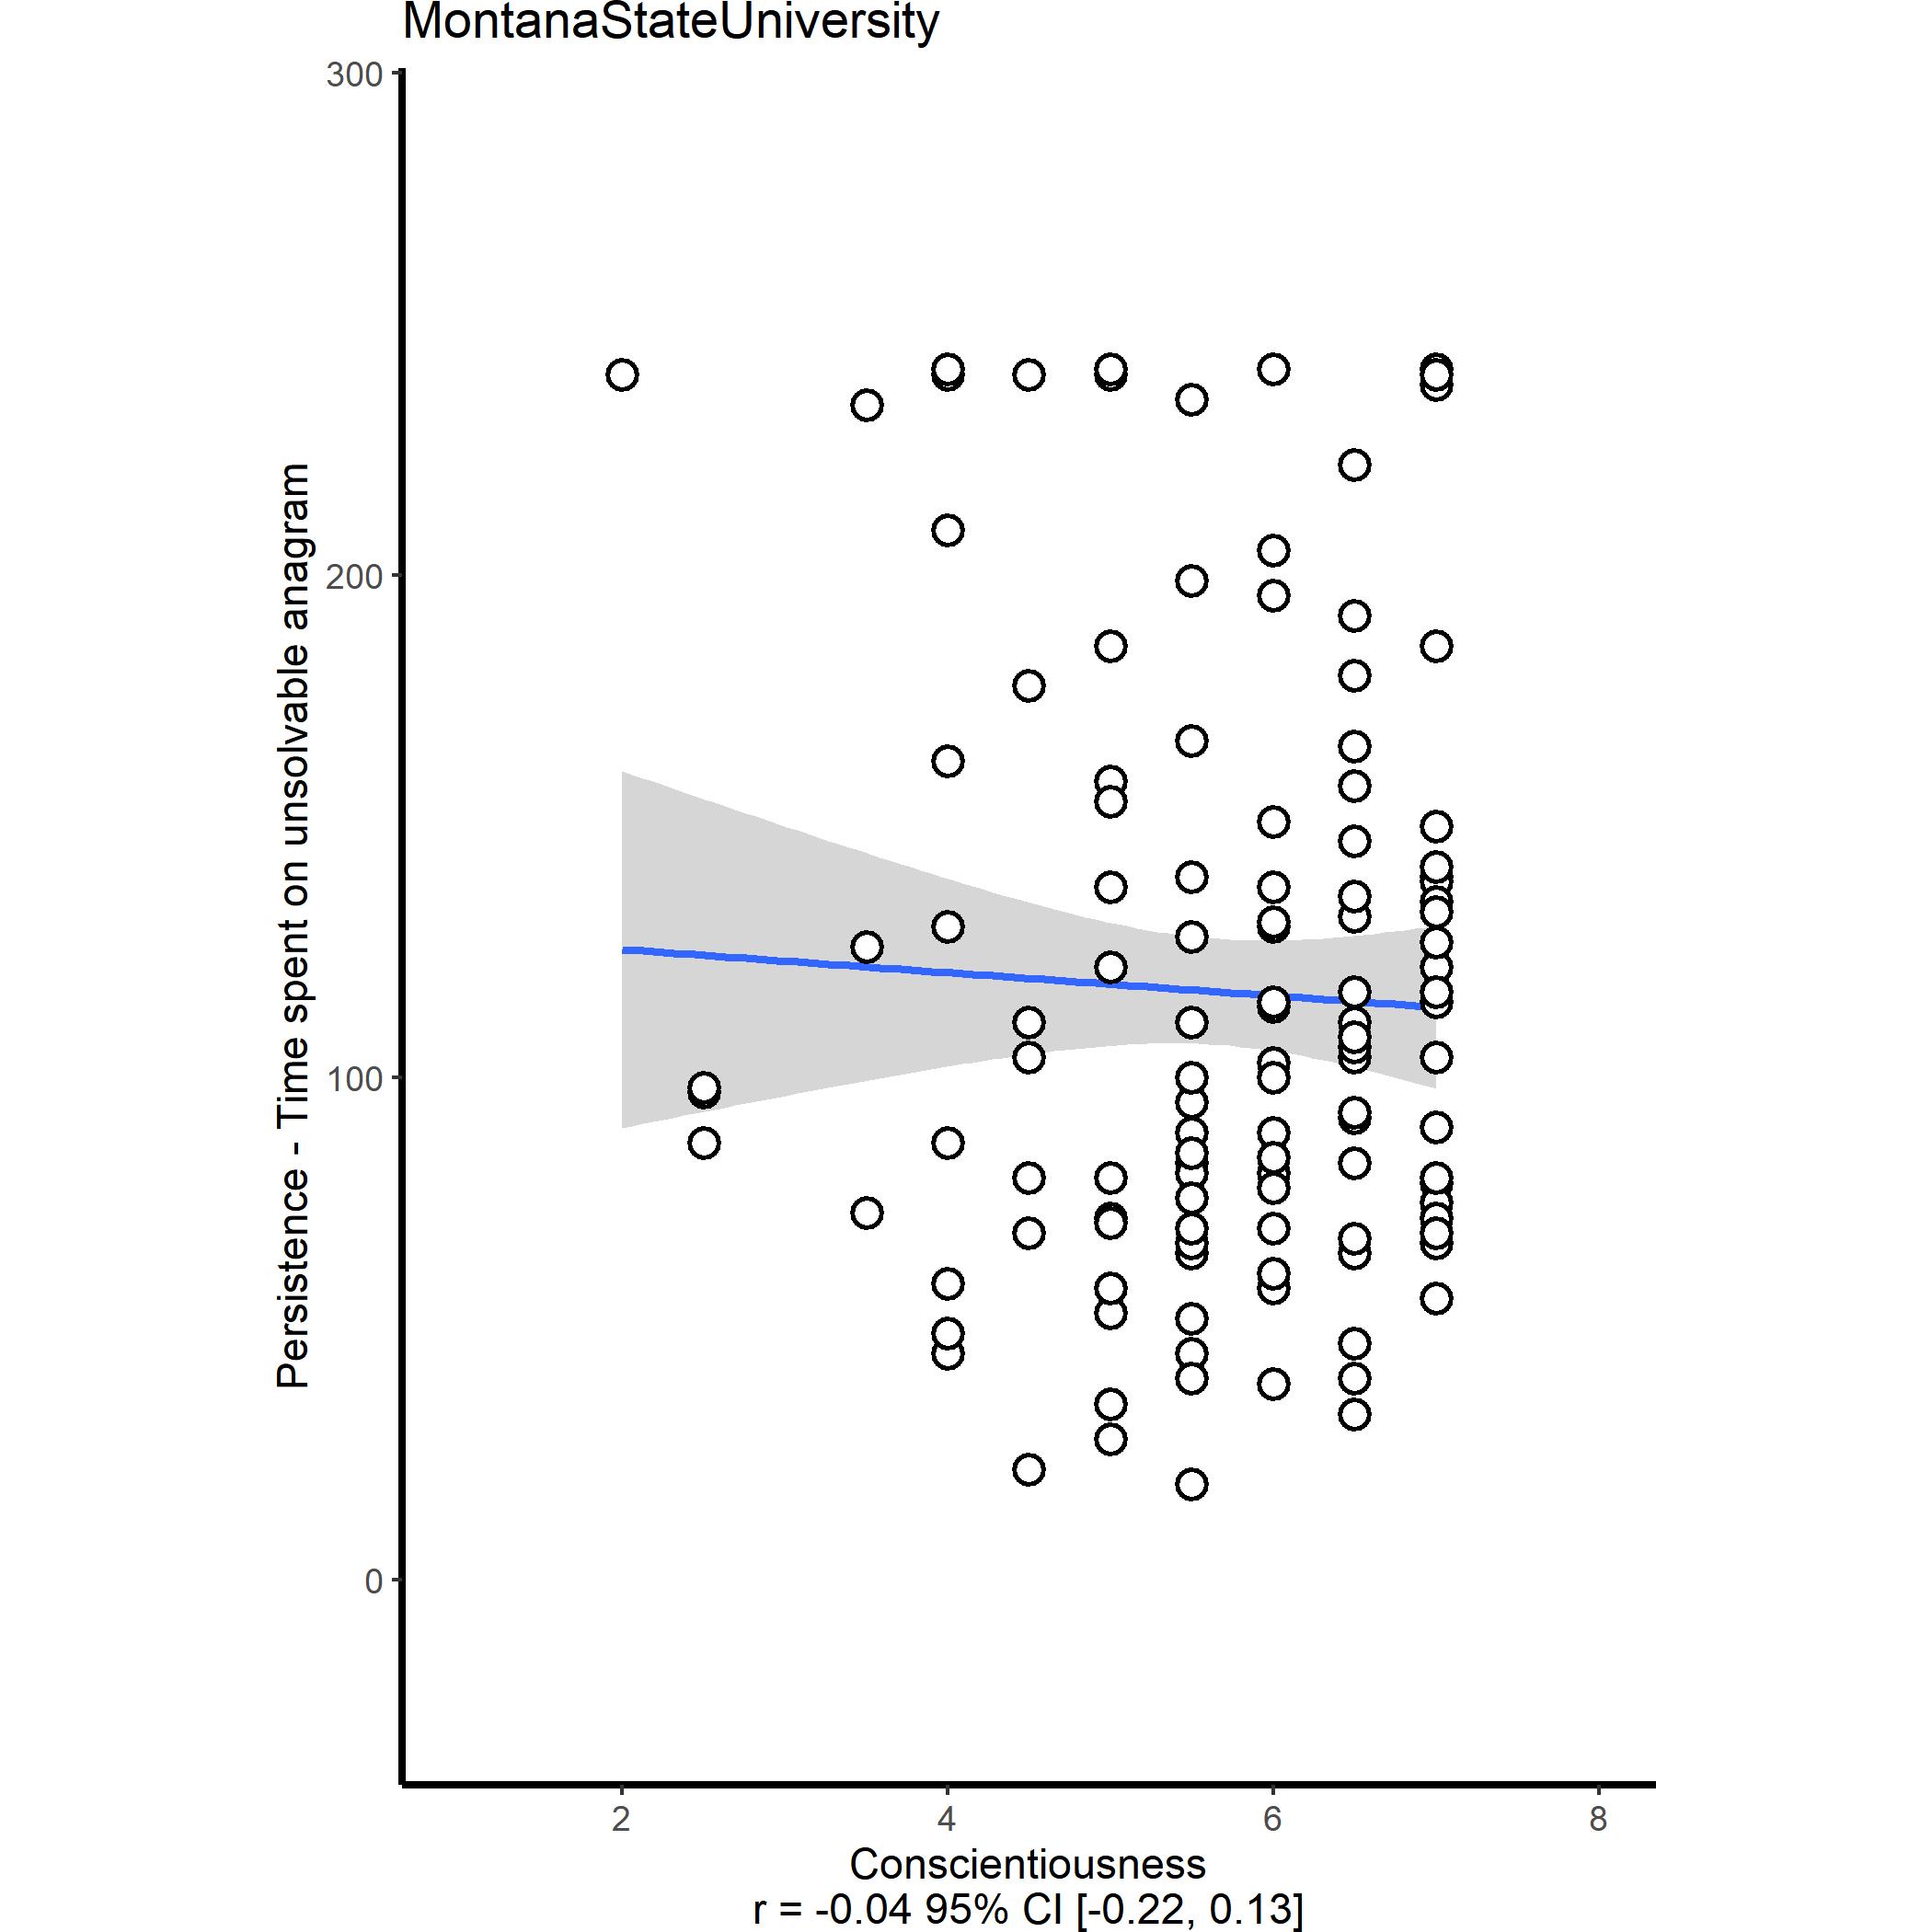 MontanaStateUniversity
300
200
100
0
Persistence - Time spent on unsolvable anagram
2 4 6 8
Conscientiousness
r = -0.04 95% CI [-0.22, 0.13]